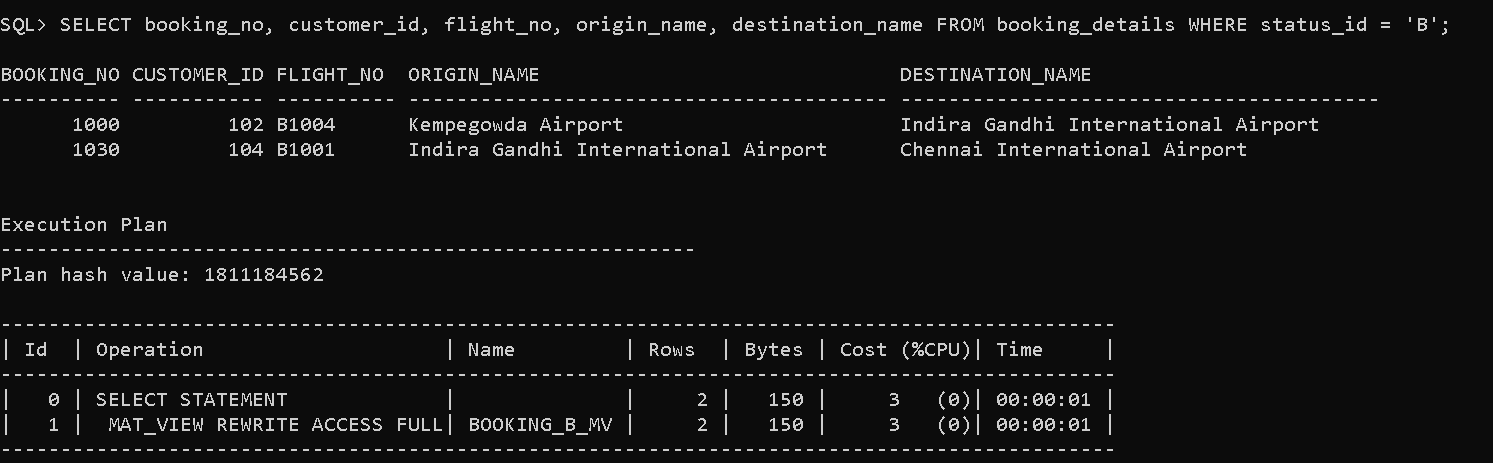 SQL> SELECT booking_no, customer_id, flight_no, origin_name, destination_name FROM booking_details WHERE status_id = 'B';
BOOKING_NO CUSTOMER_ID FLIGHT_NO  ORIGIN_NAME                              DESTINATION_NAME
---------- ----------- ---------- ---------------------------------------- ----------------------------------------
      1000         102 B1004      Kempegowda Airport                       Indira Gandhi International Airport
      1030         104 B1001      Indira Gandhi International Airport      Chennai International Airport
Execution Plan
----------------------------------------------------------
Plan hash value: 1811184562
---------------------------------------------------------------------------------------------
| Id  | Operation                    | Name         | Rows  | Bytes | Cost (%CPU)| Time     |
---------------------------------------------------------------------------------------------
|   0 | SELECT STATEMENT             |              |     2 |   150 |     3   (0)| 00:00:01 |
|   1 |  MAT_VIEW REWRITE ACCESS FULL| BOOKING_B_MV |     2 |   150 |     3   (0)| 00:00:01 |
---------------------------------------------------------------------------------------------